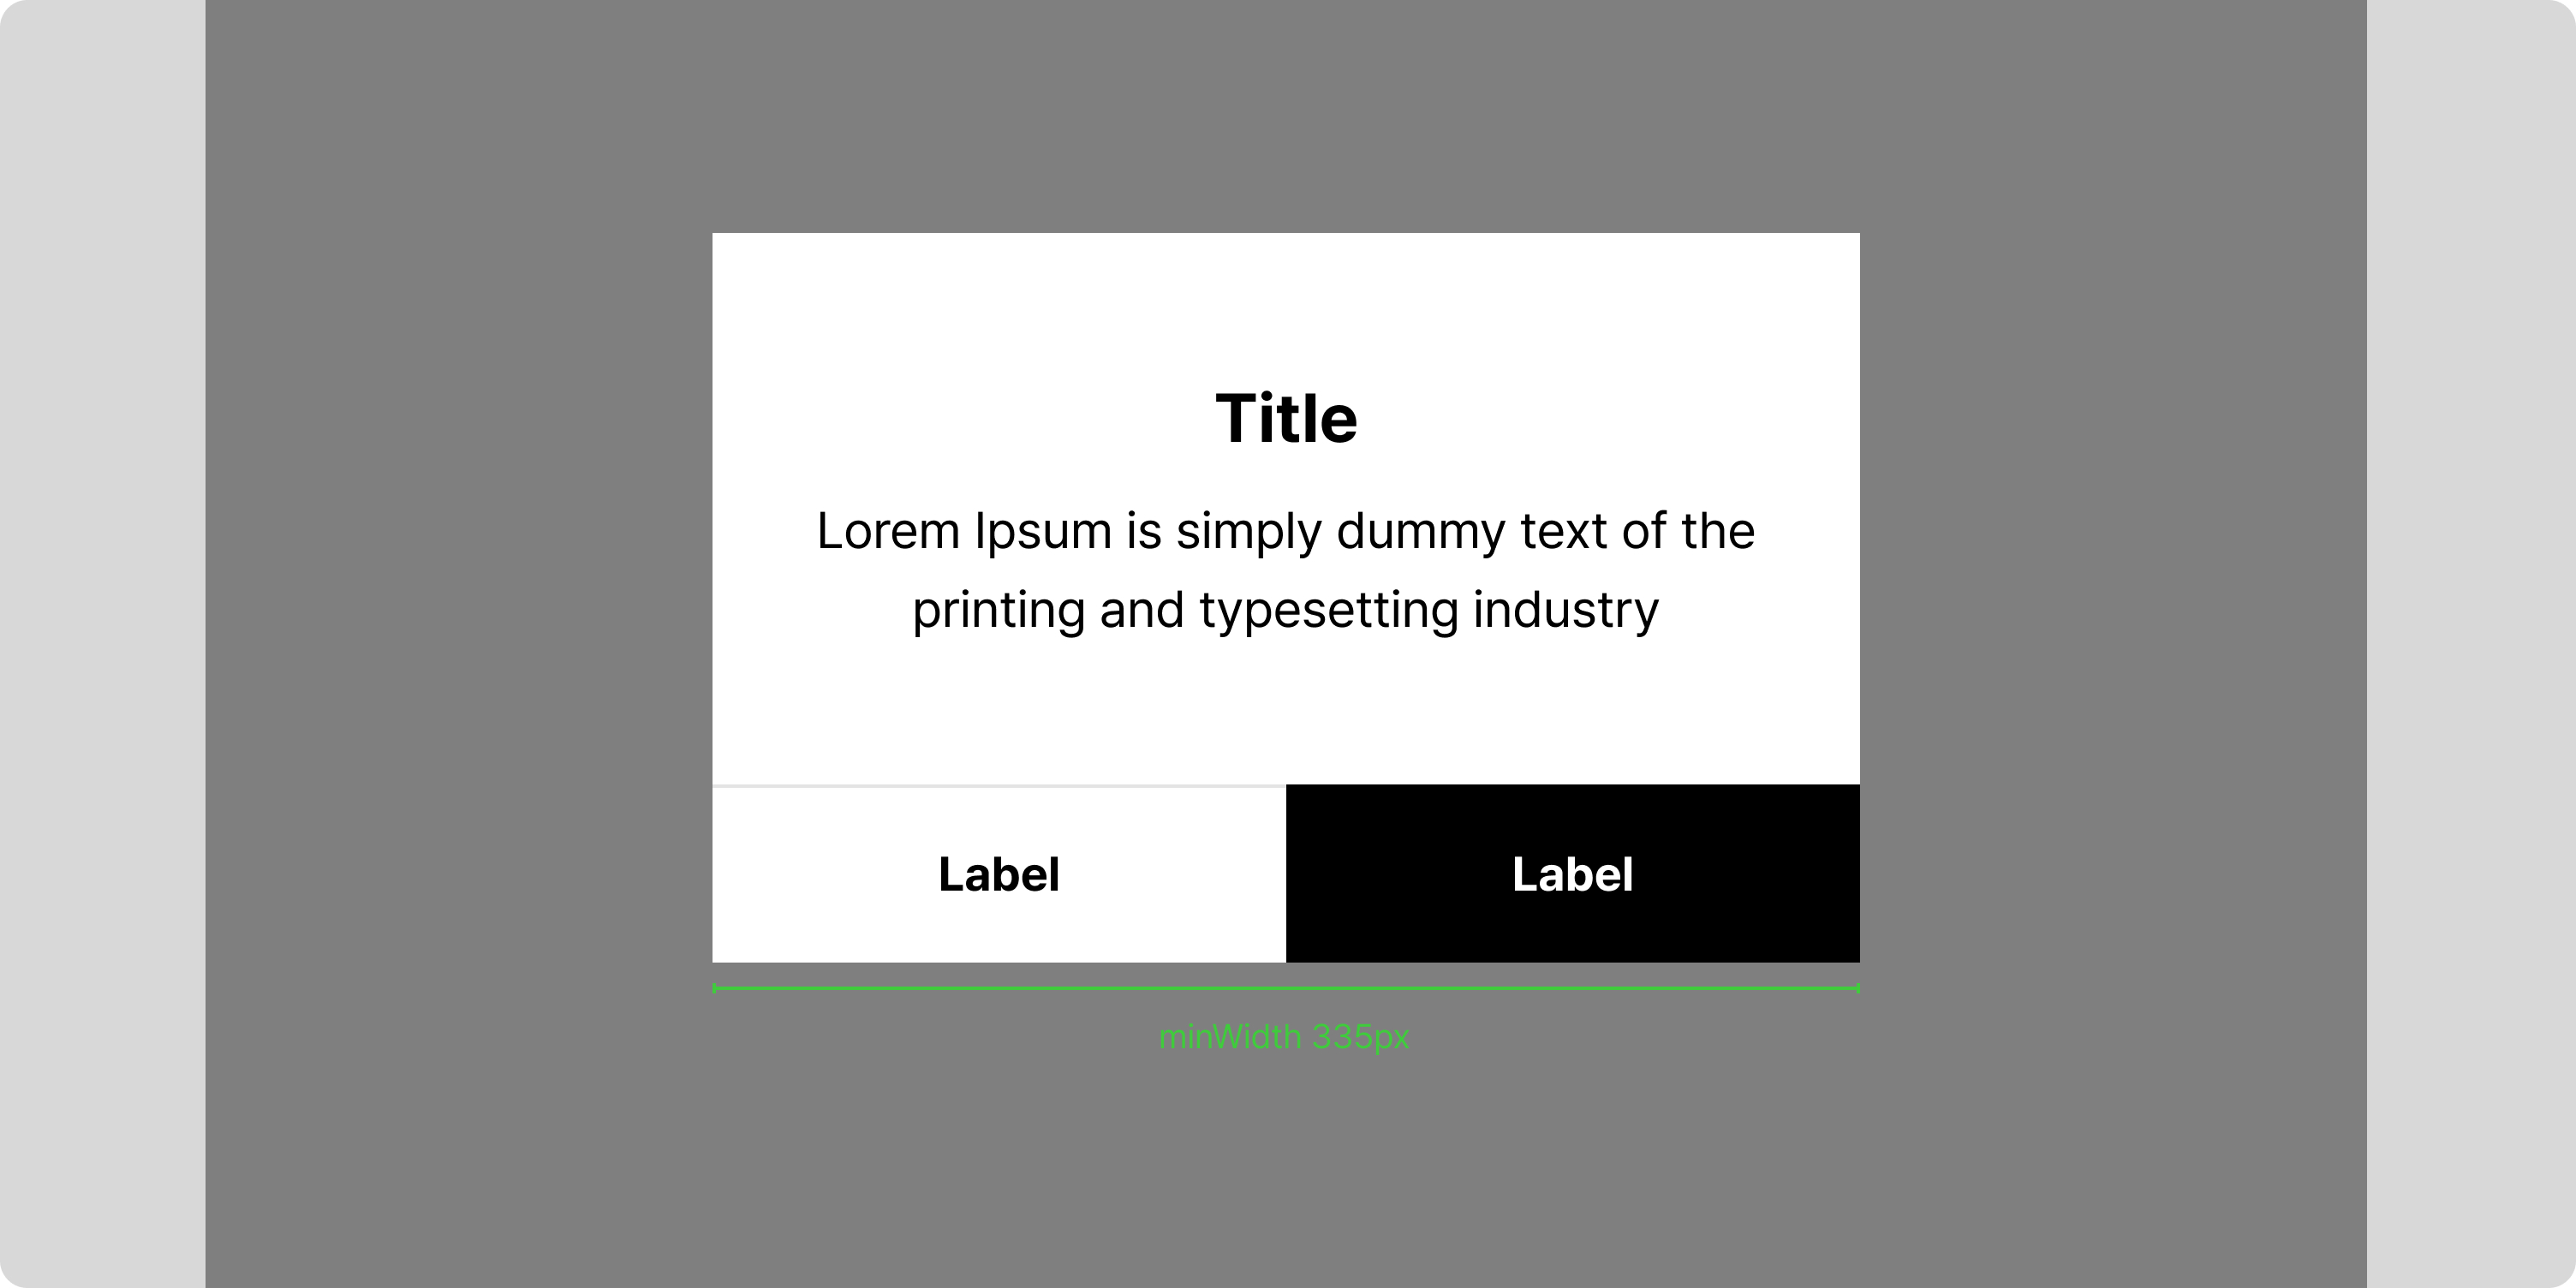 Title
Lorem Ipsum is simply dummy text of the
printing and typesetting industry
Label
Label
minWidth 335px